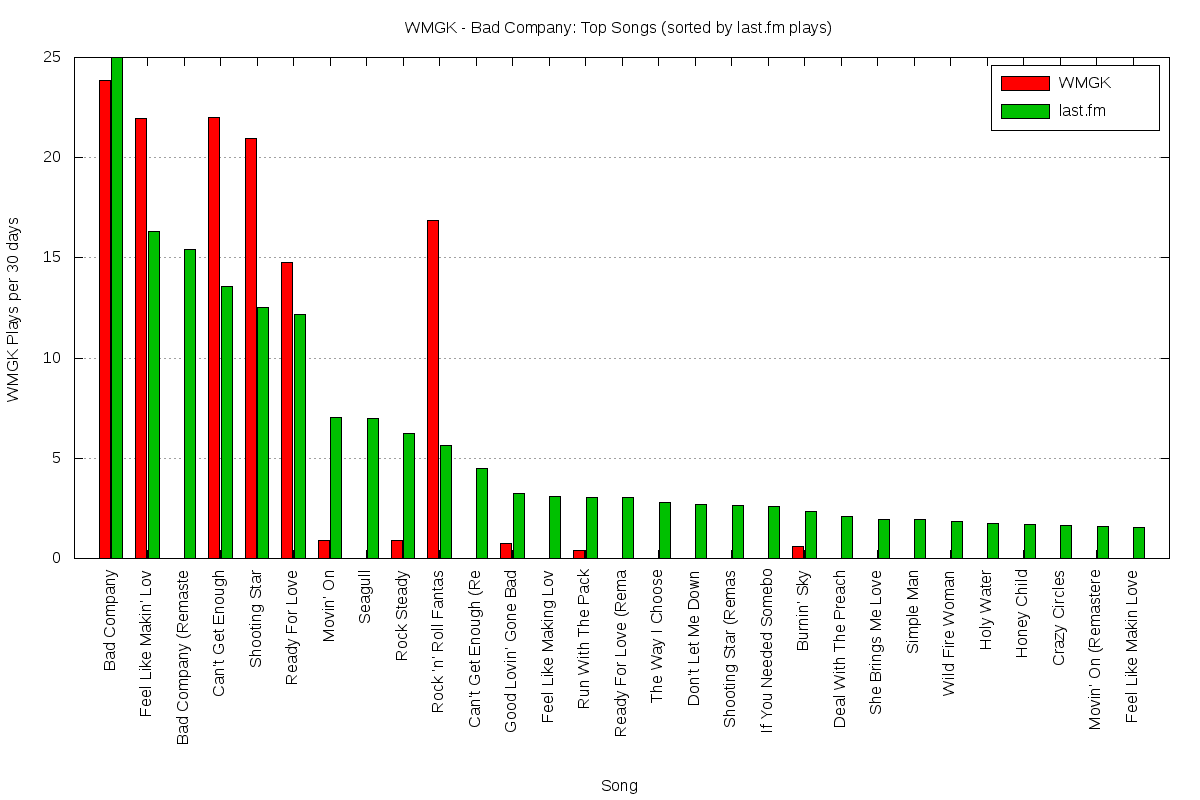 WMGK - Bad Company: Top Songs (sorted by last.fm plays)
WMGK
last.fm
25
20
15
10
5
0
WMGK Plays per 30 days
Bad Company
Feel Like Makin' Lov
Bad Company (Remaste
Can't Get Enough
Shooting Star
Ready For Love
Movin' On
Seagull
Rock Steady
Rock 'n' Roll Fantas
Can't Get Enough (Re
Good Lovin' Gone Bad
Feel Like Making Lov
Run With The Pack
Ready For Love (Rema
The Way I Choose
Don't Let Me Down
Shooting Star (Remas
If You Needed Somebo
Burnin' Sky
Deal With The Preach
She Brings Me Love
Simple Man
Wild Fire Woman
Holy Water
Honey Child
Crazy Circles
Movin' On (Remastere
Feel Like Makin Love
Song